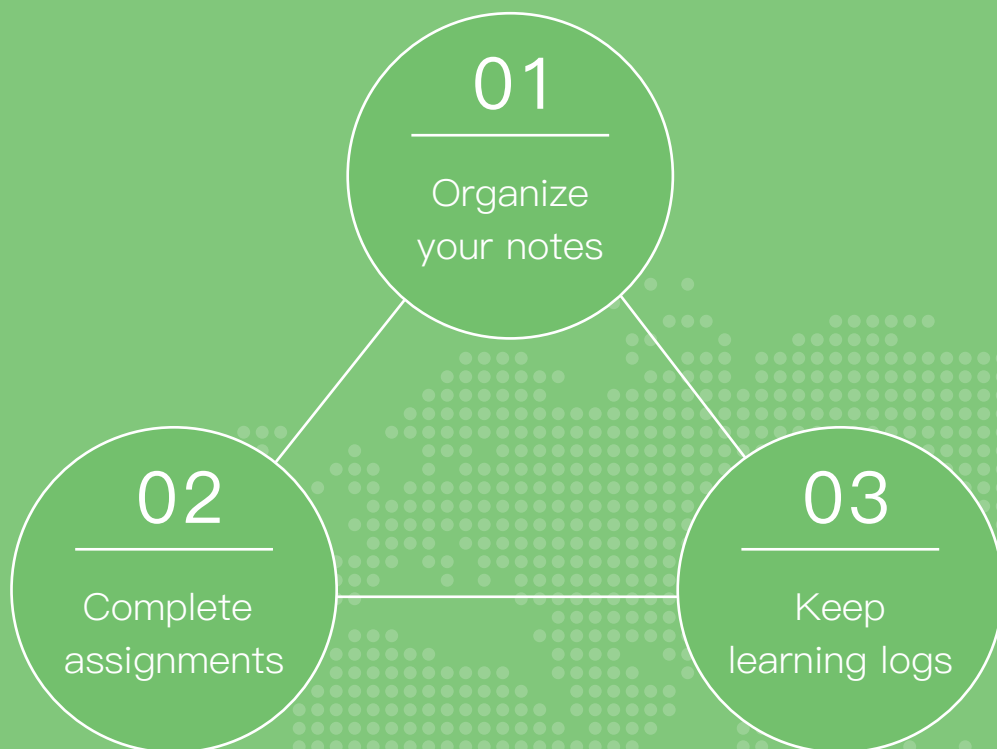 01
Organize
your notes
02
Complete
assignments
03
Keep
learning logs